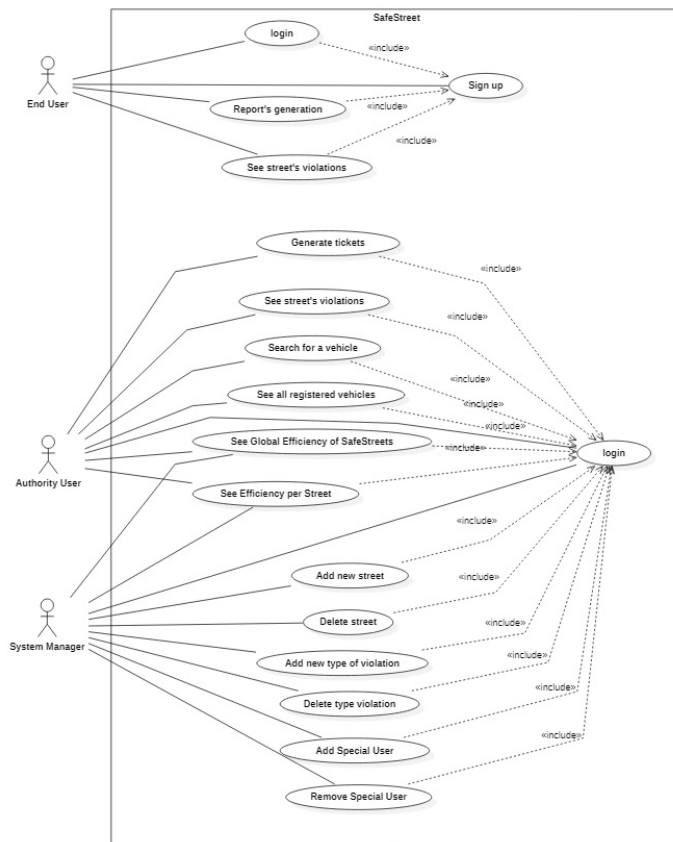 SafeStreet
login
«include»
End User
Sign up
Report's generation
«include»
«include»
See street's violations
Generate tickets
«include»
See street's violations
«include»
Search for a vehicle
«include»
See all registered vehicles
«include»
«include»
Authority User
See Global Efficiency of SafeStreets
«include»
login
See Efficiency per Street
«include»
Add new street
«include»
System Manager
Delete street
«include»
Add new type of violation
«include»
Delete type violation
«include»
Add Special User
«include»
Remove Special User